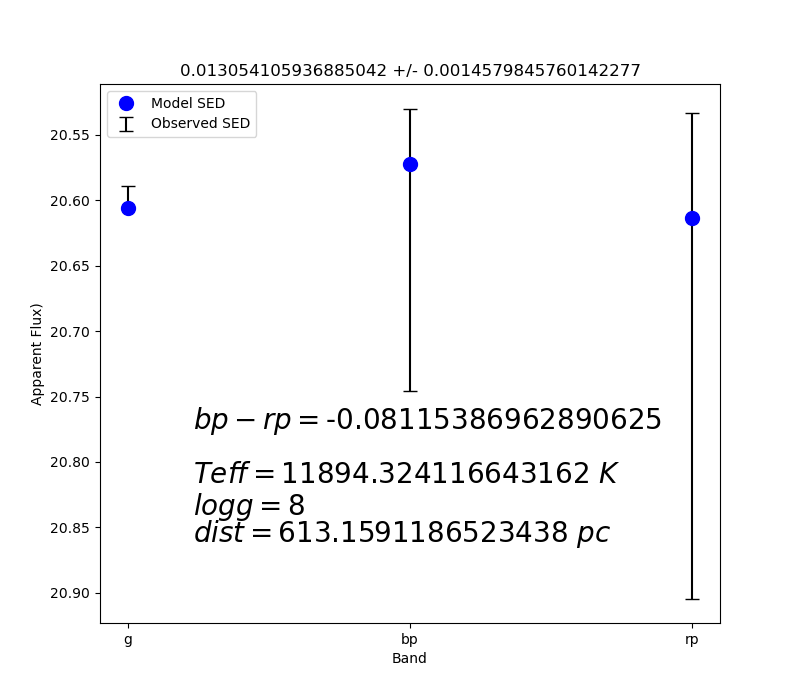 0.013054105936885042 +/- 0.0014579845760142277
Model SED
Observed SED
20.55
20.60
20.65
20.70
20.75
20.80
20.85
20.90
Apparent Flux)
bp − rp = -0.08115386962890625
Teff = 11894.324116643162 K
logg = 8
dist = 613.1591186523438 pc
g
bp
rp
Band